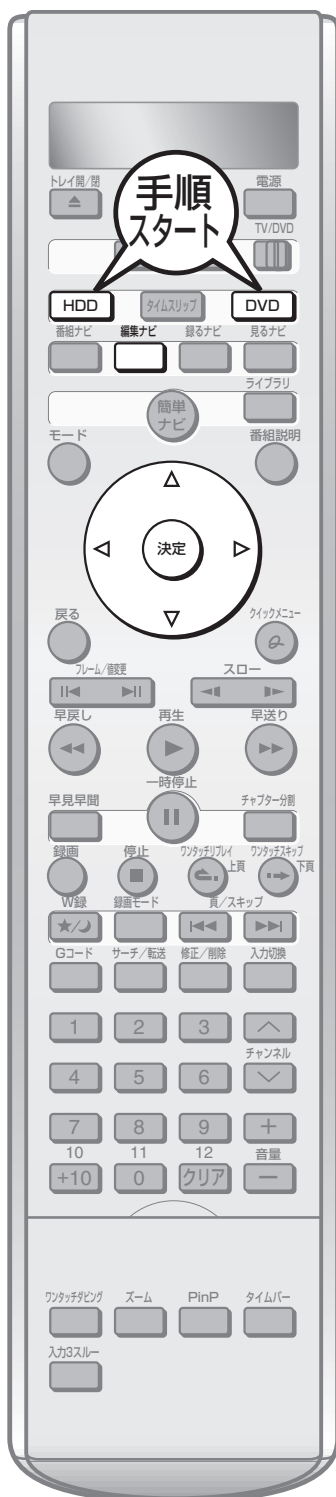 トレイ開/閉
電源
手順
スタート
TV/DVD
HDD
タイムスリップ
DVD
番組ナビ
編集ナビ
録るナビ
見るナビ
ライブラリ
簡単
ナビ
モード
番組説明
決定
戻る
クイックメニュー
フレーム/値変更
スロー
早戻し
再生
早送り
一時停止
早見早聞
チャプター分割
録画
停止
ワンタッチリプレイ
上頁
ワンタッチスキップ
下頁
W録
録画モード
頁/スキップ
Gコード
サーチ/転送
修正/削除
入力切換
1
2
3
チャンネル
4
5
6
7
8
9
+
10
11
12
音量
+10
0
クリア
−
ワンタッチダビング
ズーム
PinP
タイムバー
入力3スルー